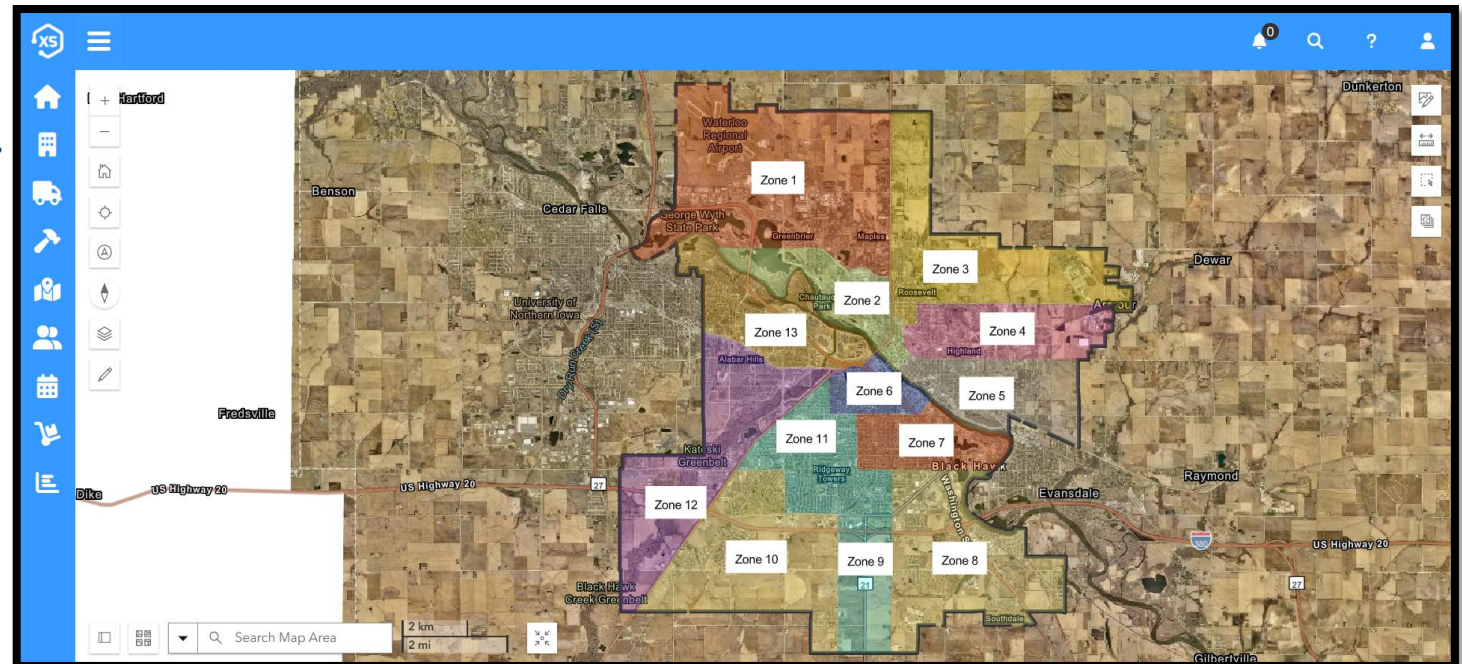 XS
0
?
Hartford
Dunkerton
Waterloo
Regional
Airport
Zone 1
Benson
Cedar Falls
George Wyth
State Park
Greenbrier
Maples
Dewar
Zone 3
Roosevelt
University of
Northern Iowa
Chautauq
Park
Zone 2
Zone 13
Zone 4
Highland
Dry Run Creek (S)
Alabar Hills
Zone 6
Zone 5
Fredsville
Zone 11
Zone 7
Kat ski
Greenbelt
Ridgeway
Towers
Black Hawk
Raymond
US Highway 20
US Highway 20
27
Dike
Evansdale
Zone 12
Washington S
380
US Highway 20
Zone 10
Zone 9
Zone 8
21
27
Black Hawk
Creek Greenbelt
Southdale
2 km
2 mi
Search Map Area
Gilbertville